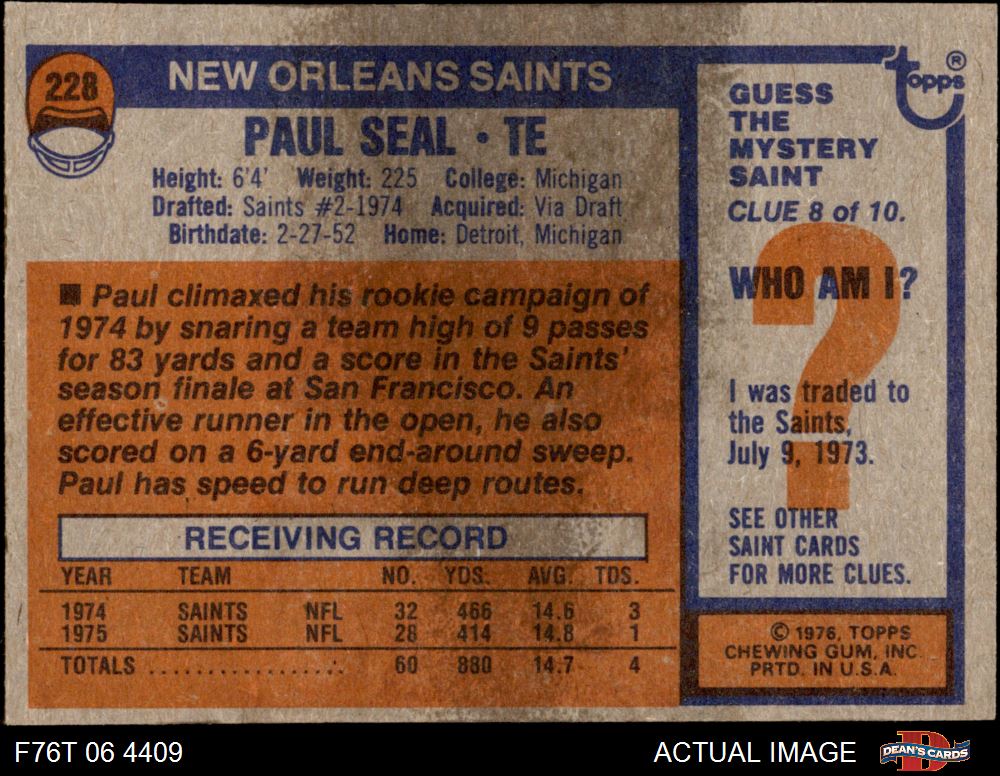 228
NEW ORLEANS SAINTS
PAUL SEAL • TE
Height: 6'4' Weight: 225 College: Michigan
Drafted: Saints #2-1974 Acquired: Via Draft
Birthdate: 2-27-52 Home: Detroit, Michigan
■ Paul climaxed his rookie campaign of
1974 by snaring a team high of 9 passes
for 83 yards and a score in the Saints'
season finale at San Francisco. An
effective runner in the open, he also
scored on a 6-yard end-around sweep.
Paul has speed to run deep routes.
RECEIVING RECORD
YEAR TEAM NO. YDS. AVG. TDS.
1974 SAINTS NFL 32 466 14.6 3
1975 SAINTS NFL 28 414 14.8 1
TOTALS .................. 60 880 14.7 4
topps®
GUESS
THE
MYSTERY
SAINT
CLUE 8 of 10.
WHO AM I?
?
I was traded to
the Saints,
July 9, 1973.
SEE OTHER
SAINT CARDS
FOR MORE CLUES.
© 1976, TOPPS
CHEWING GUM, INC.
PRTD. IN U.S.A.
F76T 06 4409
ACTUAL IMAGE
DEAN'S CARDS